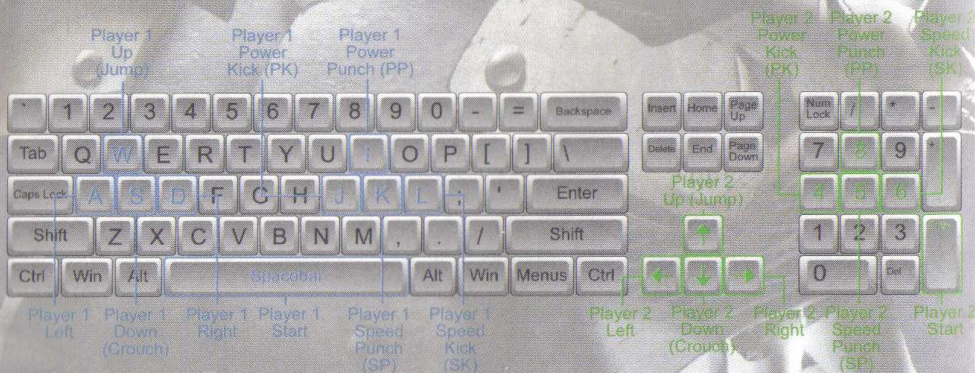 Player 1 Up (Jump)
Player 1 Power Kick (PK)
Player 1 Power Punch (PP)
Player 2 Power Kick (PK)
Player 2 Power Punch (PP)
Player 2 Speed Kick (SK)
` 1 2 3 4 5 6 7 8 9 0 - = Backspace Insert Home Page Up Num Lock / * -
Tab Q W E R T Y U I O P [ ] \ Delete End Page Down 7 8 9 +
Caps Lock A S D F G H J K L ; ' Enter 4 5 6
Player 2 Up (Jump)
Shift Z X C V B N M , . / Shift 1 2 3
Ctrl Win Alt Spacebar Alt Win Menus Ctrl 0 Del
Player 1 Left
Player 1 Down (Crouch)
Player 1 Right
Player 1 Start
Player 1 Speed Punch (SP)
Player 1 Speed Kick (SK)
Player 2 Left
Player 2 Down (Crouch)
Player 2 Right
Player 2 Speed Punch (SP)
Player 2 Start